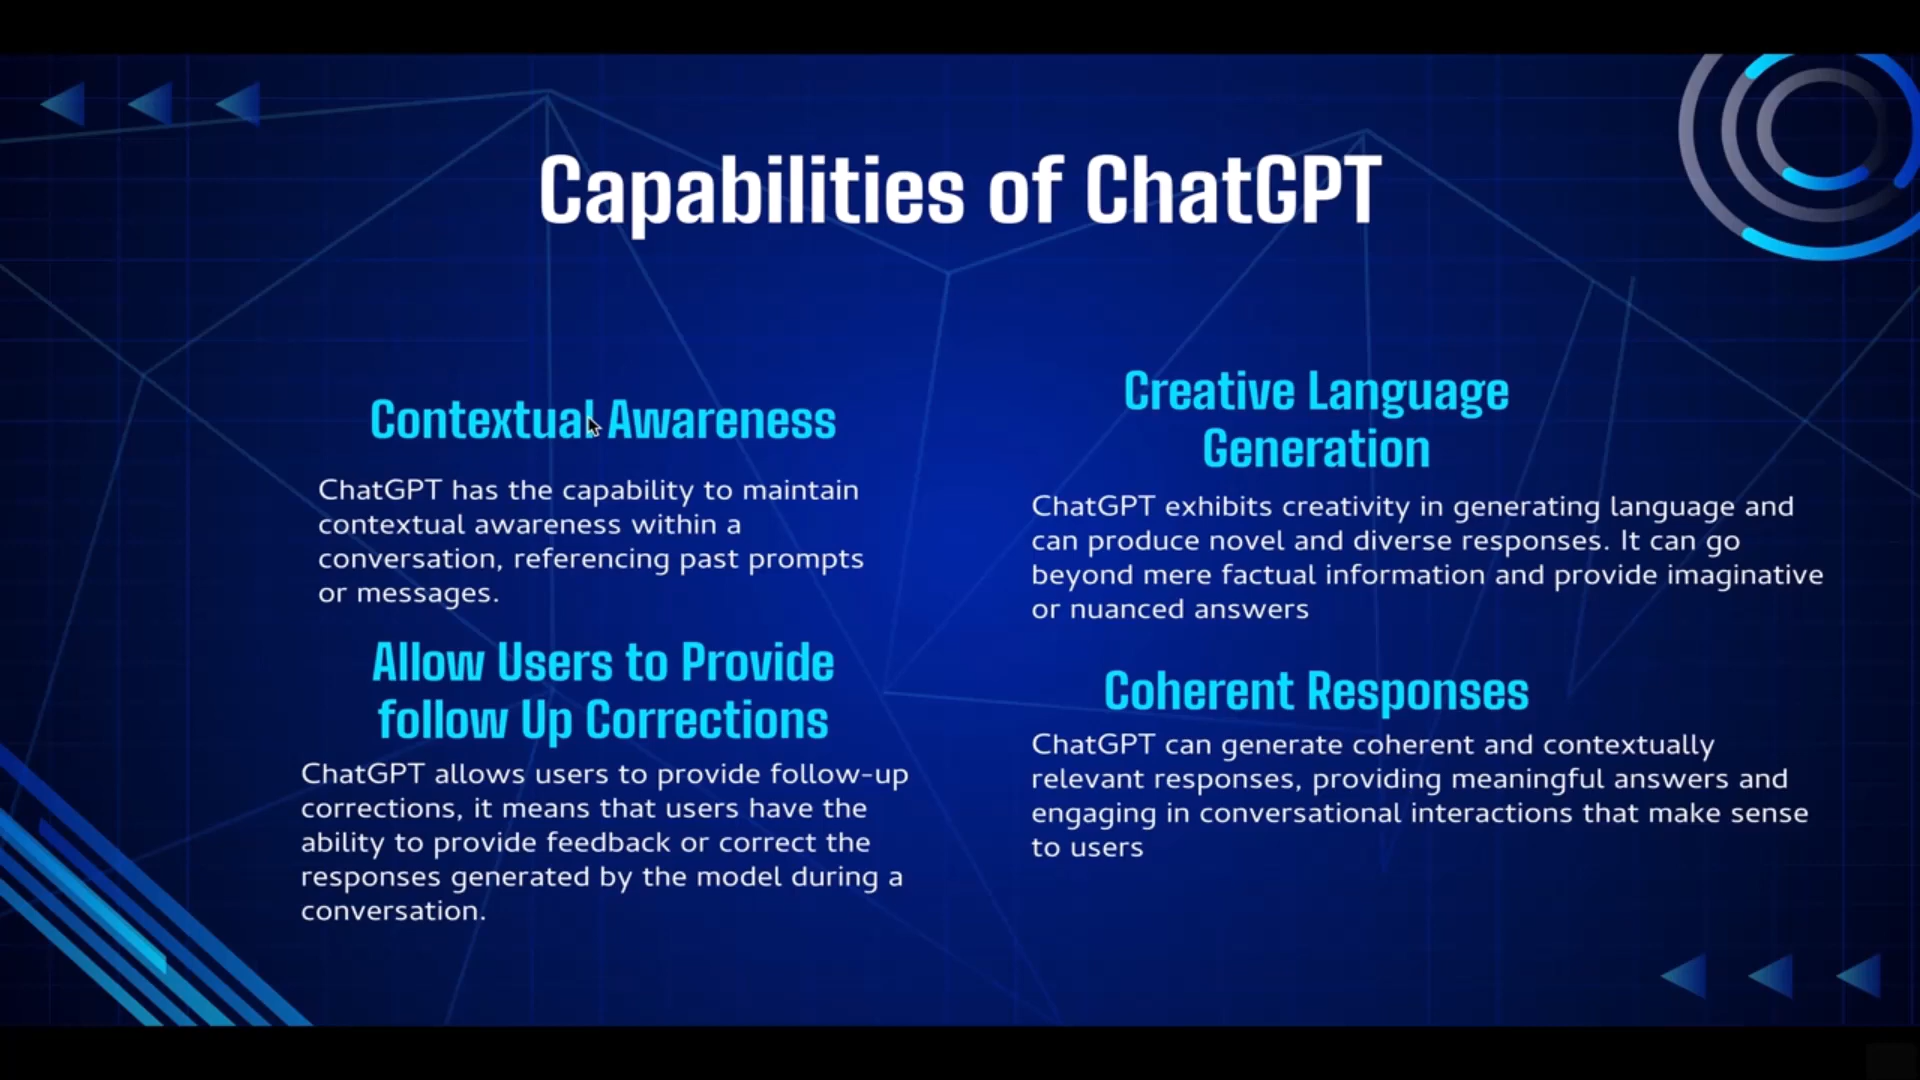 Capabilities of ChatGPT
Contextual Awareness
ChatGPT has the capability to maintain
contextual awareness within a
conversation, referencing past prompts
or messages.
Allow Users to Provide
follow Up Corrections
ChatGPT allows users to provide follow-up
corrections, it means that users have the
ability to provide feedback or correct the
responses generated by the model during a
conversation.
Creative Language
Generation
ChatGPT exhibits creativity in generating language and
can produce novel and diverse responses. It can go
beyond mere factual information and provide imaginative
or nuanced answers
Coherent Responses
ChatGPT can generate coherent and contextually
relevant responses, providing meaningful answers and
engaging in conversational interactions that make sense
to users